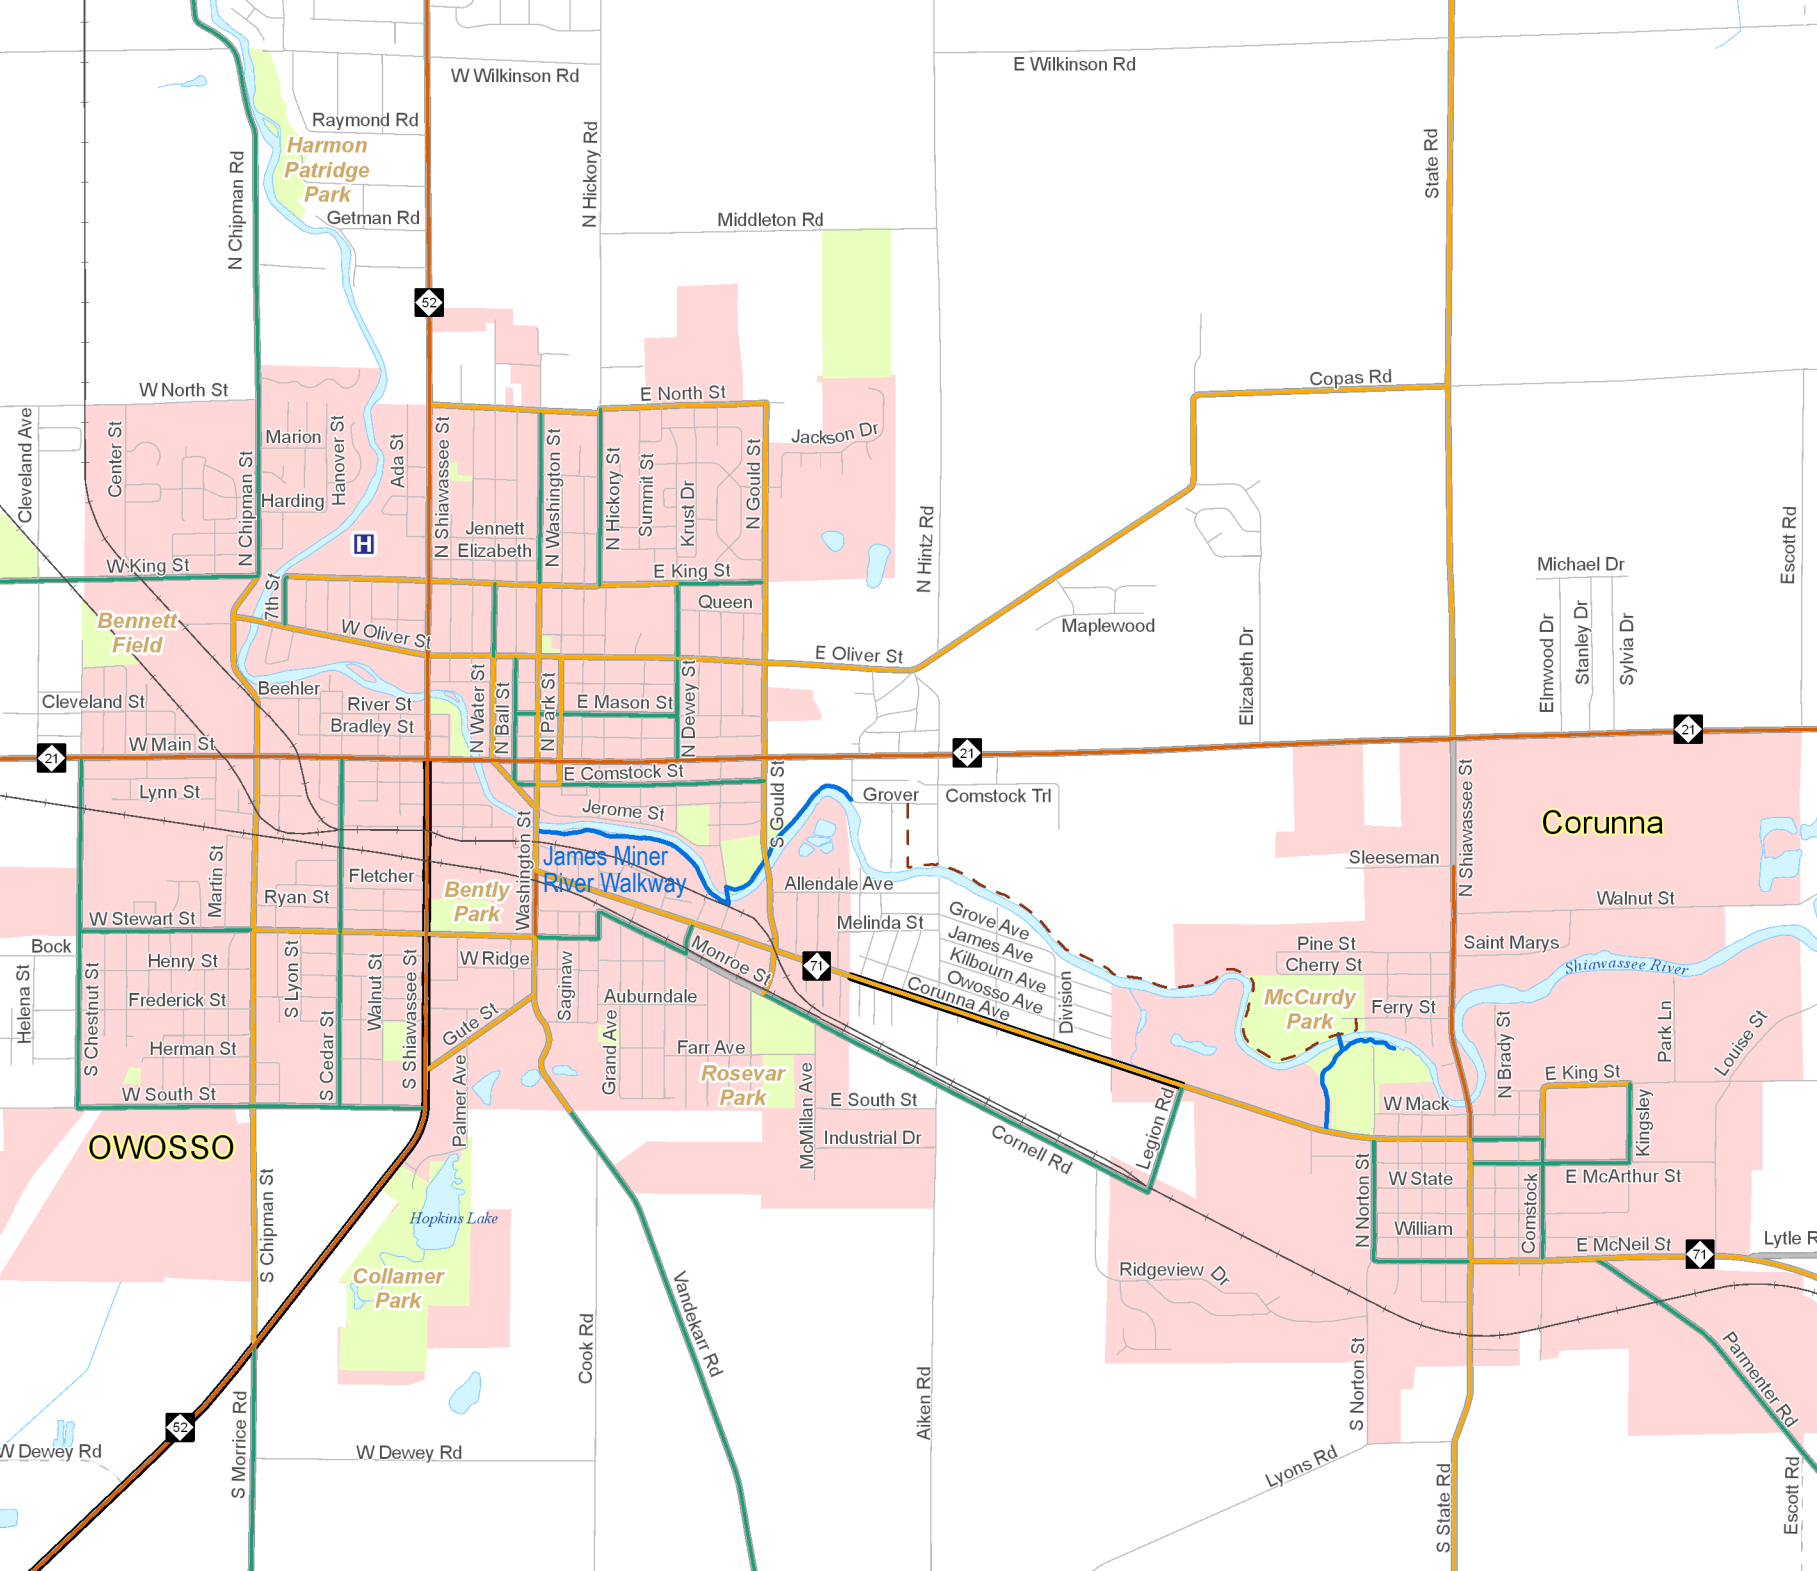 W Wilkinson Rd
E Wilkinson Rd
Raymond Rd
Harmon
Patridge
Park
N Chipman Rd
N Hickory Rd
State Rd
Getman Rd
Middleton Rd
52
Copas Rd
W North St
E North St
Cleveland Ave
Center St
N Chipman St
Marion
Hanover St
Ada St
Harding
N Shiawassee St
Jennett
Elizabeth
N Washington St
N Hickory St
Summit St
Krust Dr
N Gould St
Jackson Dr
N Hintz Rd
Escott Rd
H
W King St
E King St
7th St
Queen
Michael Dr
Bennett
Field
W Oliver St
E Oliver St
Maplewood
Elizabeth Dr
Elmwood Dr
Stanley Dr
Sylvia Dr
Beehler
Cleveland St
River St
Bradley St
N Water St
N Ball St
N Park St
E Mason St
N Dewey St
W Main St
21
21
21
E Comstock St
Lynn St
Jerome St
S Gould St
Grover
Comstock Trl
N Shiawassee St
Corunna
James Miner
River Walkway
Washington St
Martin St
Fletcher
Ryan St
Bently
Park
Allendale Ave
Sleeseman
Walnut St
W Stewart St
Melinda St
Grove Ave
James Ave
Kilbourn Ave
Owosso Ave
Corunna Ave
Division
Bock
Henry St
S Lyon St
Walnut St
S Shiawassee St
W Ridge
Saginaw
Monroe St
71
Pine St
Cherry St
Saint Marys
Shiawassee River
Helena St
S Chestnut St
Frederick St
Gute St
Auburndale
McCurdy
Park
Ferry St
Herman St
S Cedar St
Grand Ave
Farr Ave
Rosevar
Park
N Brady St
Park Ln
Louise St
W South St
Palmer Ave
McMillan Ave
E South St
Legion Rd
W Mack
E King St
Kingsley
OWOSSO
Industrial Dr
Cornell Rd
S Chipman St
Hopkins Lake
N Norton St
W State
Comstock
E McArthur St
William
E McNeil St
71
Lytle R
Collamer
Park
Vandekarr Rd
Ridgeview Dr
Cook Rd
Aiken Rd
S Norton St
Parmenter Rd
52
S Morrice Rd
W Dewey Rd
W Dewey Rd
Lyons Rd
S State Rd
Escott Rd